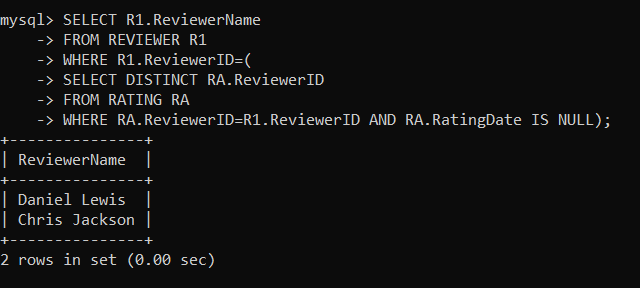 mysql> SELECT R1.ReviewerName
    -> FROM REVIEWER R1
    -> WHERE R1.ReviewerID=(
    -> SELECT DISTINCT RA.ReviewerID
    -> FROM RATING RA
    -> WHERE RA.ReviewerID=R1.ReviewerID AND RA.RatingDate IS NULL);
+---------------+
| ReviewerName  |
+---------------+
| Daniel Lewis  |
| Chris Jackson |
+---------------+
2 rows in set (0.00 sec)